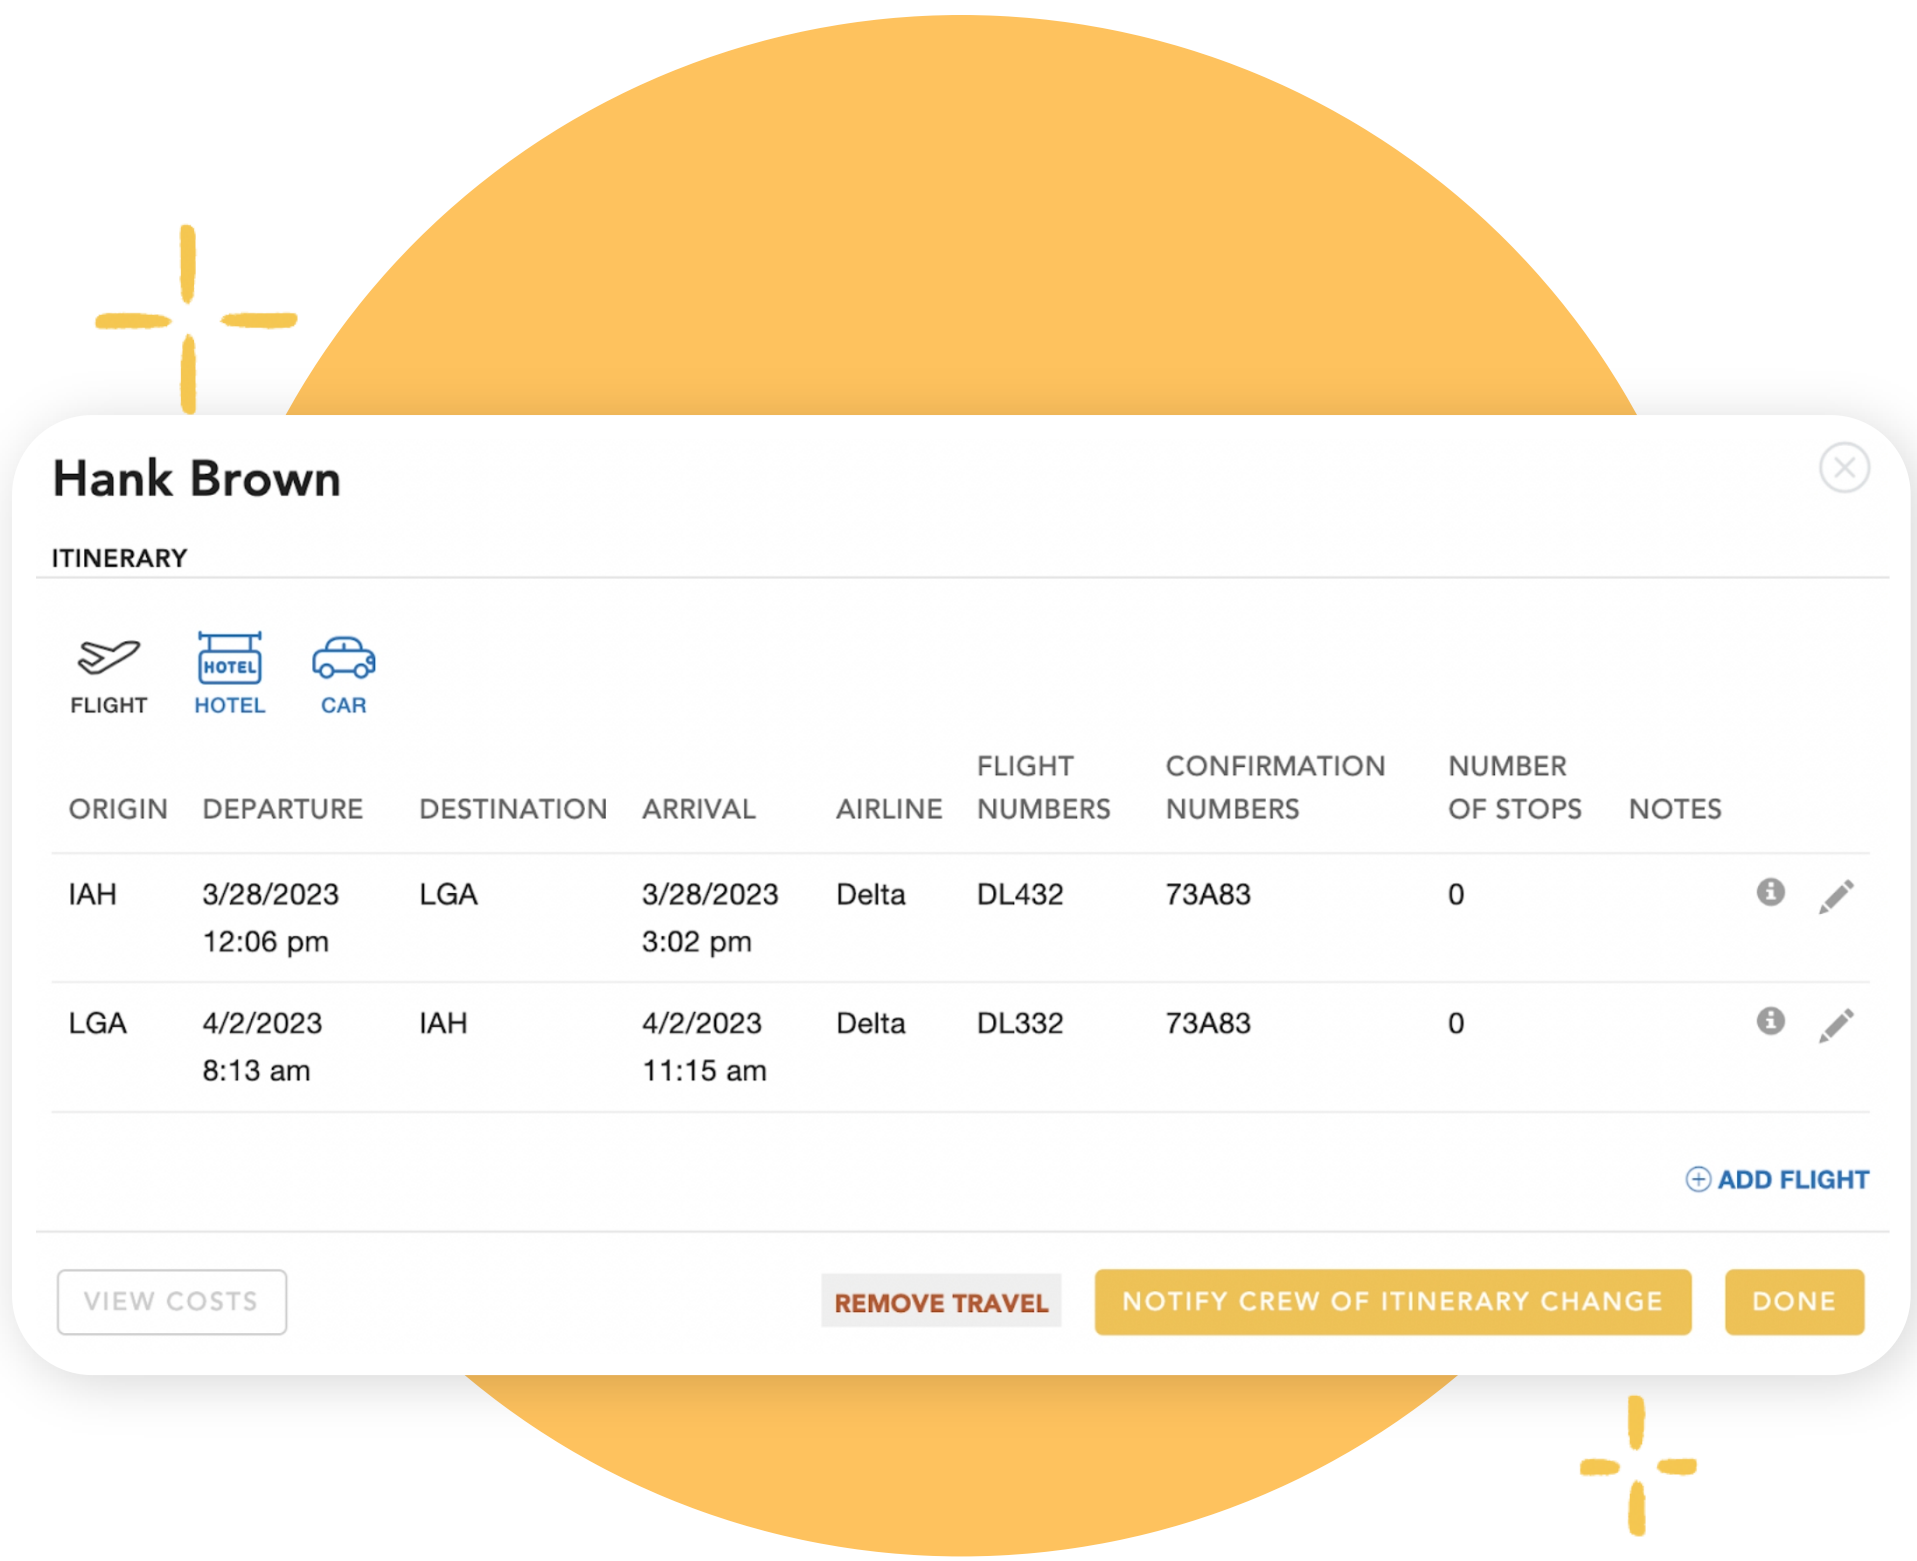 Hank Brown
ITINERARY
HOTEL
FLIGHT HOTEL CAR
FLIGHT CONFIRMATION NUMBER
ORIGIN DEPARTURE DESTINATION ARRIVAL AIRLINE NUMBERS NUMBERS OF STOPS NOTES
IAH 3/28/2023 LGA 3/28/2023 Delta DL432 73A83 0
12:06 pm 3:02 pm
LGA 4/2/2023 IAH 4/2/2023 Delta DL332 73A83 0
8:13 am 11:15 am
ADD FLIGHT
VIEW COSTS REMOVE TRAVEL NOTIFY CREW OF ITINERARY CHANGE DONE